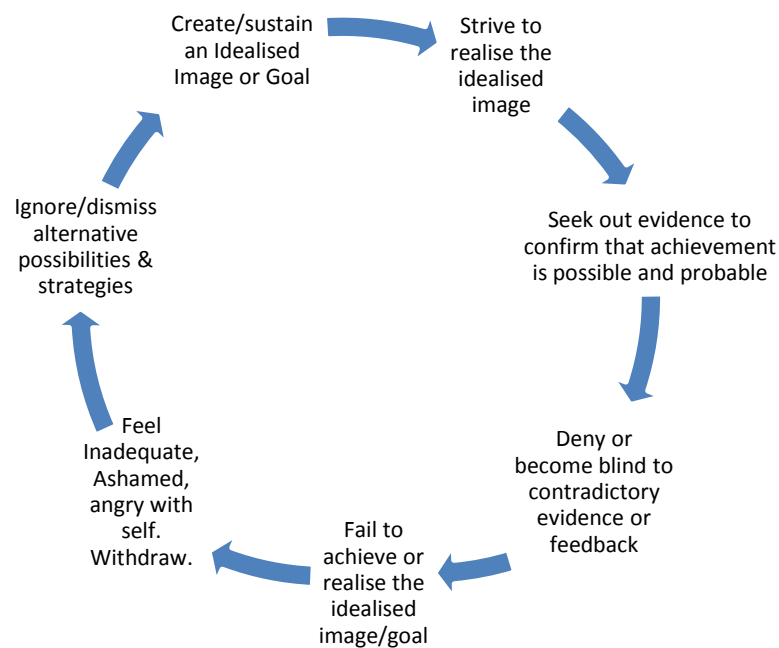 Create/sustain
an Idealised
Image or Goal
Strive to
realise the
idealised
image
Seek out evidence to
confirm that achievement
is possible and probable
Deny or
become blind to
contradictory
evidence or
feedback
Fail to
achieve or
realise the
idealised
image/goal
Feel
Inadequate,
Ashamed,
angry with
self.
Withdraw.
Ignore/dismiss
alternative
possibilities &
strategies